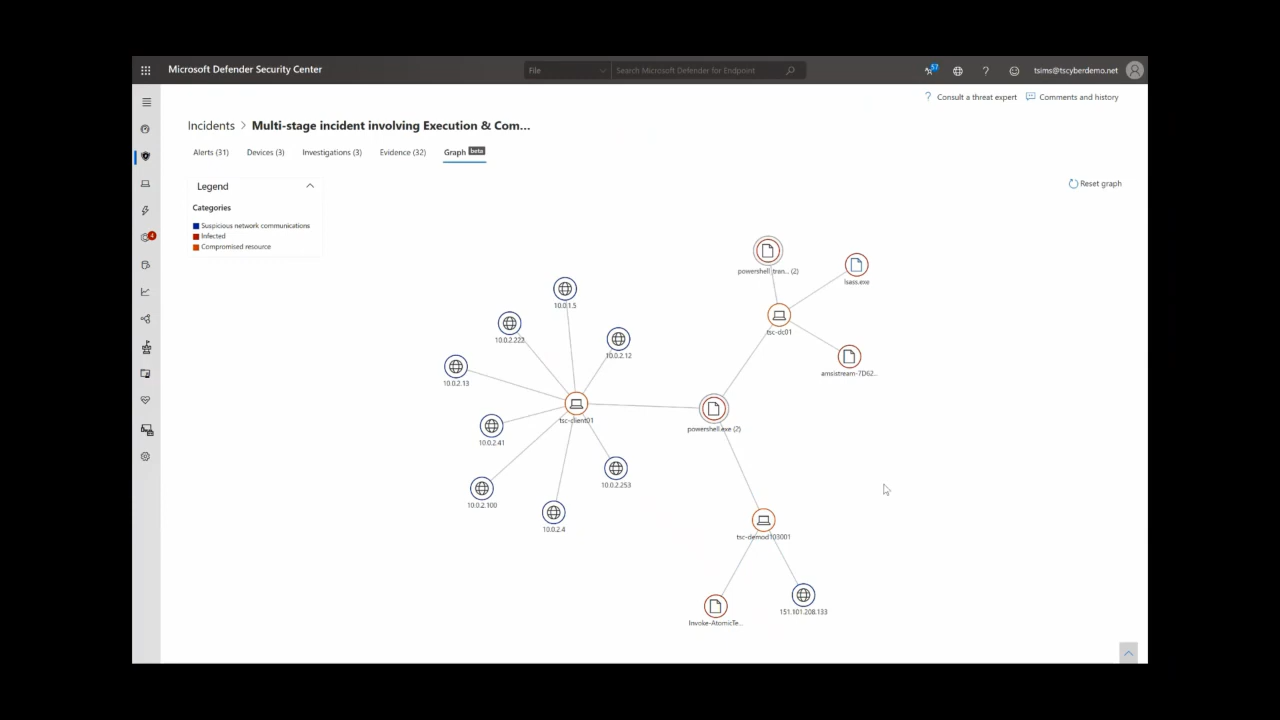 Microsoft Defender Security Center
File
Search Microsoft Defender for Endpoint
57
?
tsims@tscyberdemo.net
? Consult a threat expert
Comments and history
Incidents > Multi-stage incident involving Execution & Com...
Alerts (31)
Devices (3)
Investigations (3)
Evidence (32)
Graph beta
Legend
Reset graph
Categories
Suspicious network communications
Infected
Compromised resource
4
powershell_tran... (2)
lsass.exe
10.0.1.5
tsc-dc01
10.0.2.222
10.0.2.12
amsistream-7D62...
10.0.2.13
tsc-client01
powershell.exe (2)
10.0.2.41
10.0.2.253
10.0.2.100
10.0.2.4
tsc-demod103001
151.101.208.133
Invoke-AtomicTe...